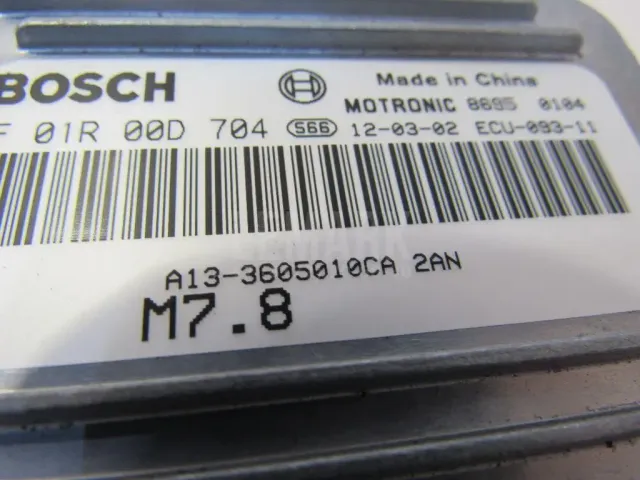 BOSCH
Made in China
MOTRONIC 8695 0104
F 01R 00D 704 S66 12-03-02 ECU-093-11
A13-3605010CA 2AN
M7.8